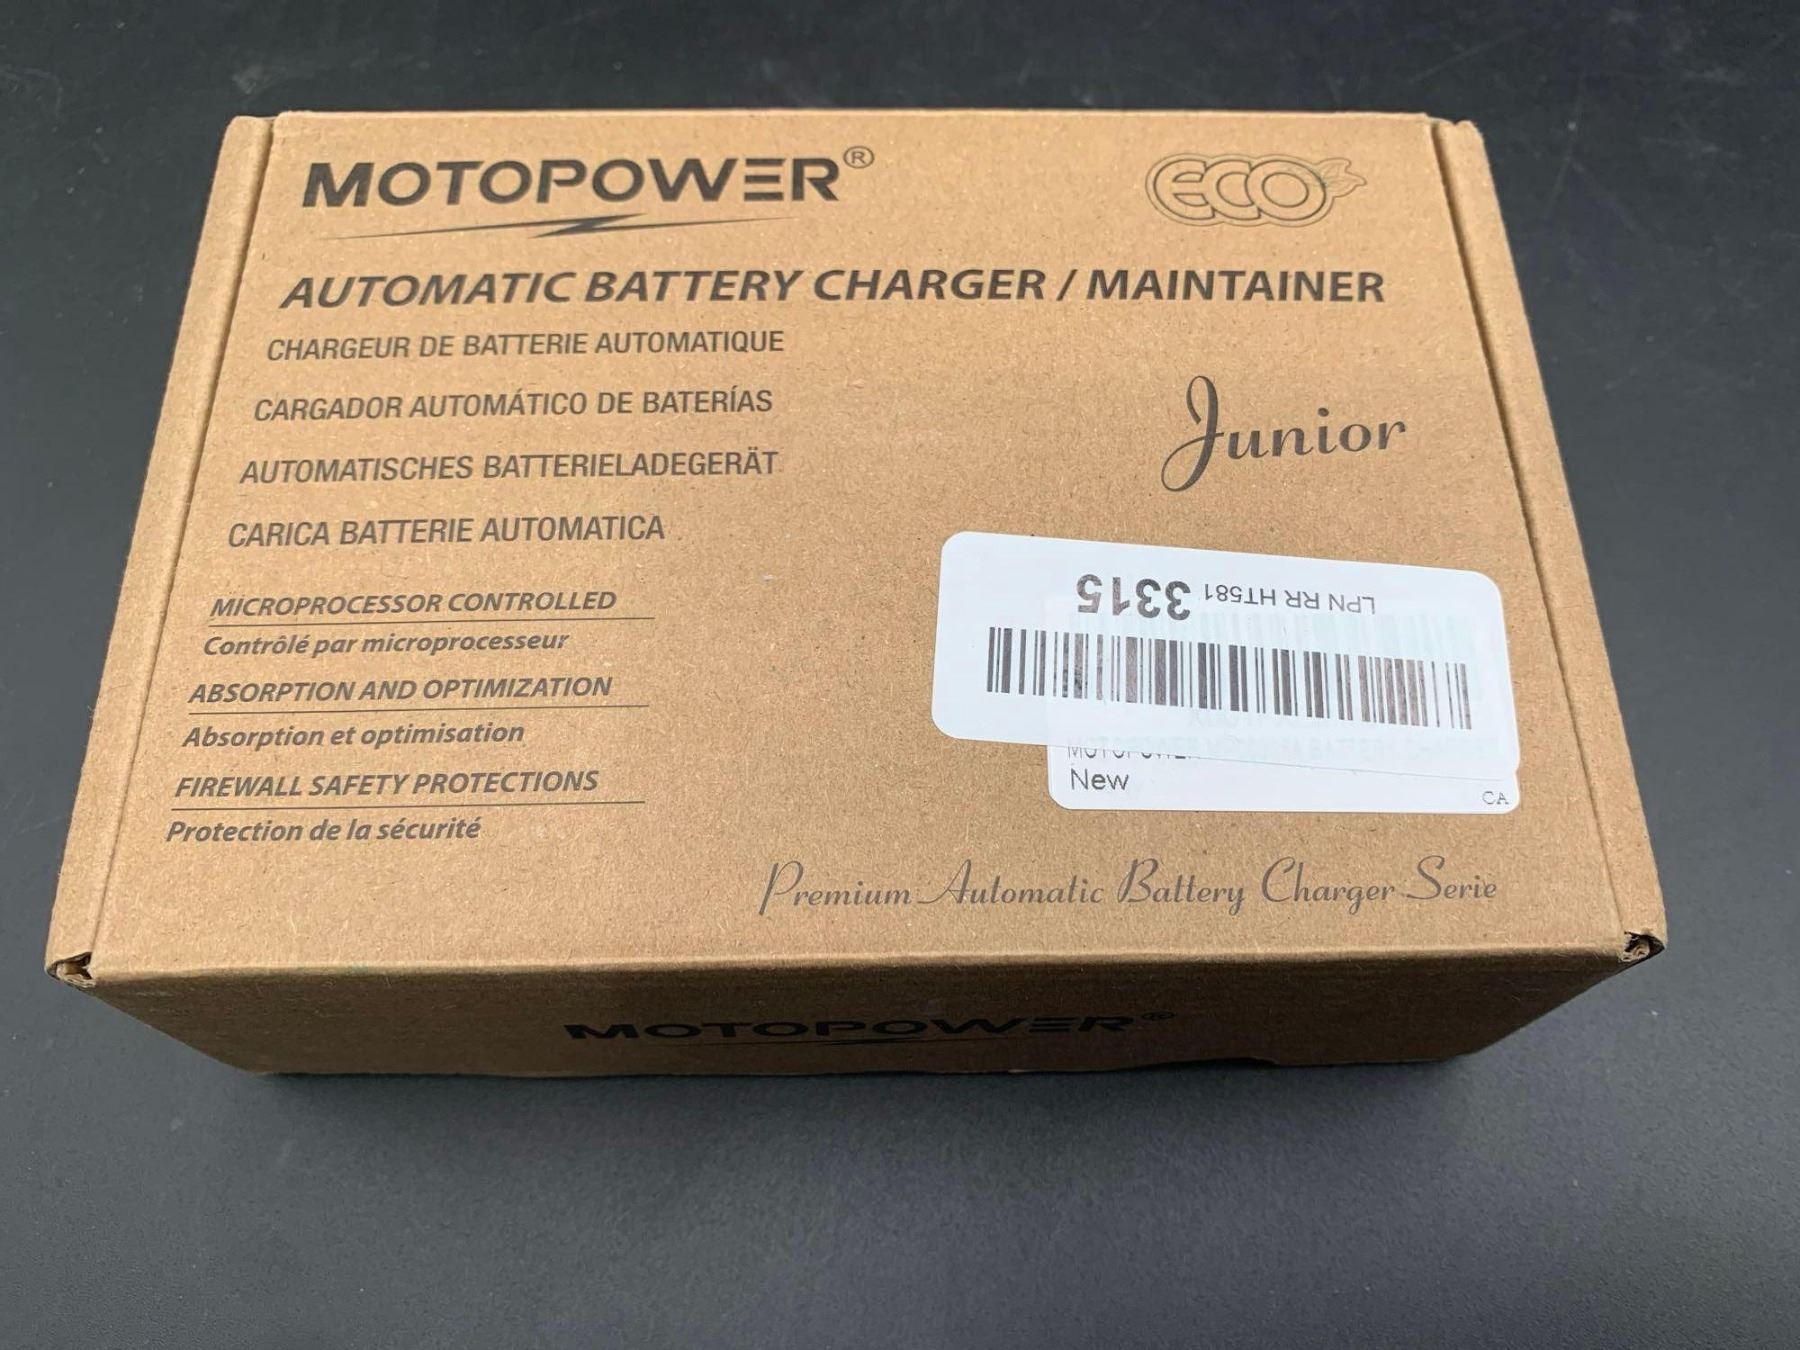 MOTOPOWER®
ECO
AUTOMATIC BATTERY CHARGER / MAINTAINER
CHARGEUR DE BATTERIE AUTOMATIQUE
CARGADOR AUTOMÁTICO DE BATERÍAS
AUTOMATISCHES BATTERIELADEGERÄT
CARICA BATTERIE AUTOMATICA
Junior
MICROPROCESSOR CONTROLLED
Contrôlé par microprocesseur
ABSORPTION AND OPTIMIZATION
Absorption et optimisation
FIREWALL SAFETY PROTECTIONS
Protection de la sécurité
LPN RR HT581 3315
New
CA
Premium Automatic Battery Charger Serie
MOTOPOWER®